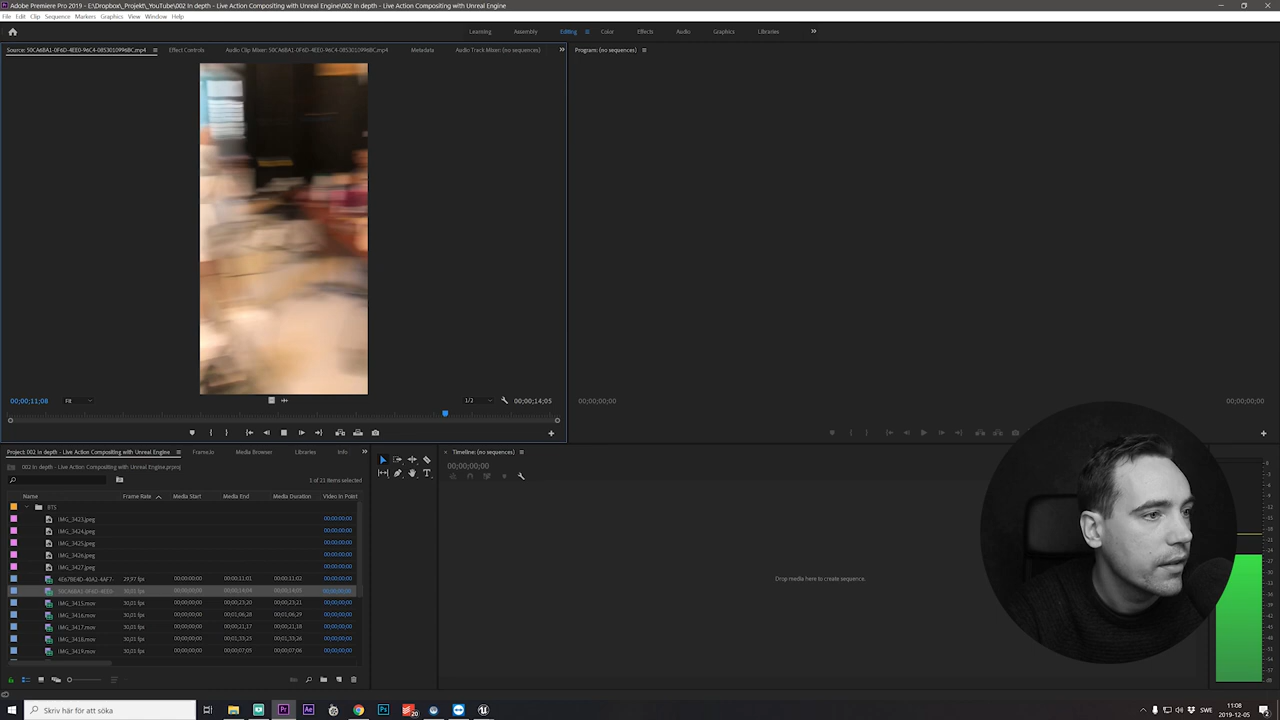 Adobe Premiere Pro 2019 - E:\Dropbox\_Projekt\_YouTube\002 In depth - Live Action Compositing with Unreal Engine\002 In depth - Live Action Compositing with Unreal Engine
File Edit Clip Sequence Markers Graphics View Window Help
Learning Assembly Editing Color Effects Audio Graphics Libraries
Source: 50CA6BA1-0F6D-4EE0-96C4-0853010996BC.mp4 Effect Controls Audio Clip Mixer: 50CA6BA1-0F6D-4EE0-96C4-0853010996BC.mp4 Metadata Audio Track Mixer: (no sequences) Program: (no sequences)
00;00;11;08 Fit 1/2 00;00;14;05 00;00;00;00 00;00;00;00
Project: 002 In depth - Live Action Compositing with Unreal Engine Frame.io Media Browser Libraries Info
Timeline: (no sequences)
002 In depth - Live Action Compositing with Unreal Engine.prproj
00;00;00;00
1 of 21 items selected
Name Frame Rate Media Start Media End Media Duration Video In Point
BTS
IMG_3423.jpeg 00;00;00;00
IMG_3424.jpeg 00;00;00;00
IMG_3425.jpeg 00;00;00;00
IMG_3426.jpeg 00;00;00;00
IMG_3427.jpeg 00;00;00;00
4E67BE4D-40A2-4AF7- 29,97 fps 00;00;00;00 00;00;11;01 00;00;11;02 00;00;00;00
50CA6BA1-0F6D-4EE0- 30,01 fps 00;00;00;00 00;00;14;04 00;00;14;05 00;00;00;00
IMG_3415.mov 30,01 fps 00;00;00;00 00;00;23;20 00;00;23;21 00;00;00;00
IMG_3416.mov 30,01 fps 00;00;00;00 00;01;06;28 00;01;06;29 00;00;00;00
IMG_3417.mov 30,01 fps 00;00;00;00 00;00;21;17 00;00;21;18 00;00;00;00
IMG_3418.mov 30,01 fps 00;00;00;00 00;01;33;25 00;01;33;26 00;00;00;00
IMG_3419.mov 30,01 fps 00;00;00;00 00;00;07;05 00;00;07;06 00;00;00;00
Drop media here to create sequence.
Skriv här för att söka
Pr Ae 20 Ps
SWE
11:08
2019-12-05